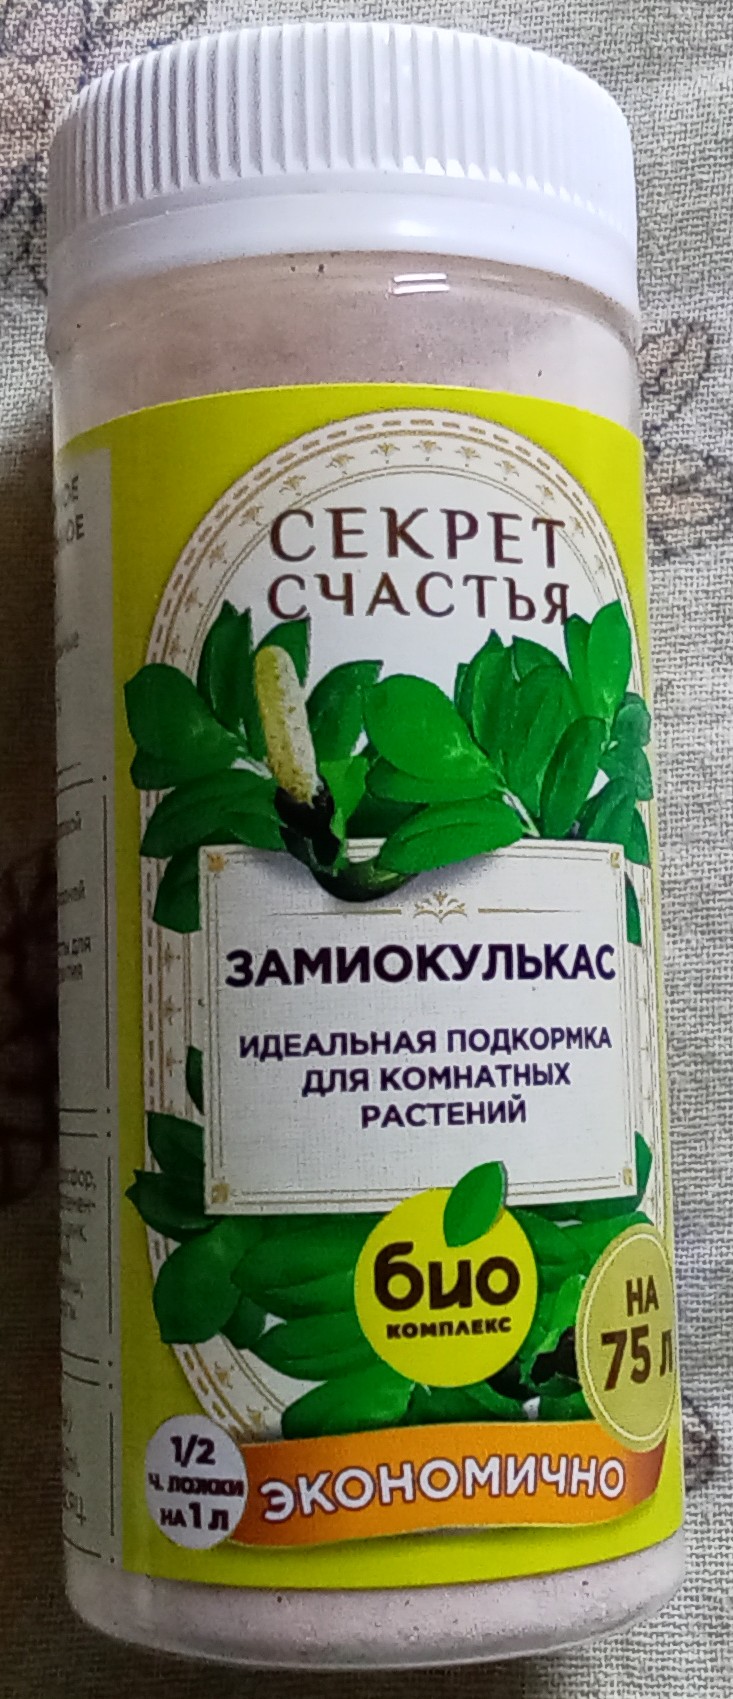 СЕКРЕТ
СЧАСТЬЯ
ЗАМИОКУЛЬКАС
ИДЕАЛЬНАЯ ПОДКОРМКА
ДЛЯ КОМНАТНЫХ
РАСТЕНИЙ
био
КОМПЛЕКС
НА
75 Л
1/2
Ч. ЛОЖКИ
НА 1 Л
ЭКОНОМИЧНО